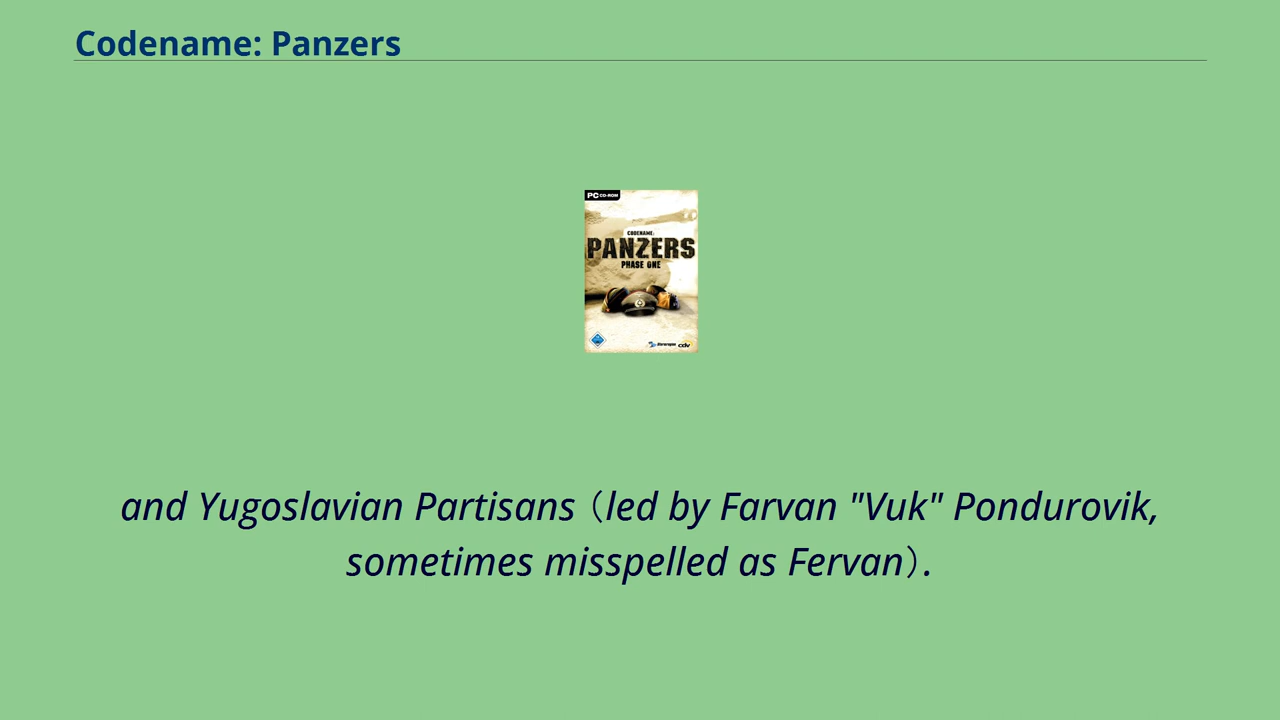 Codename: Panzers
PC CD-ROM
CODENAME:
PANZERS
PHASE ONE
cdv
and Yugoslavian Partisans (led by Farvan "Vuk" Pondurovik,
sometimes misspelled as Fervan).